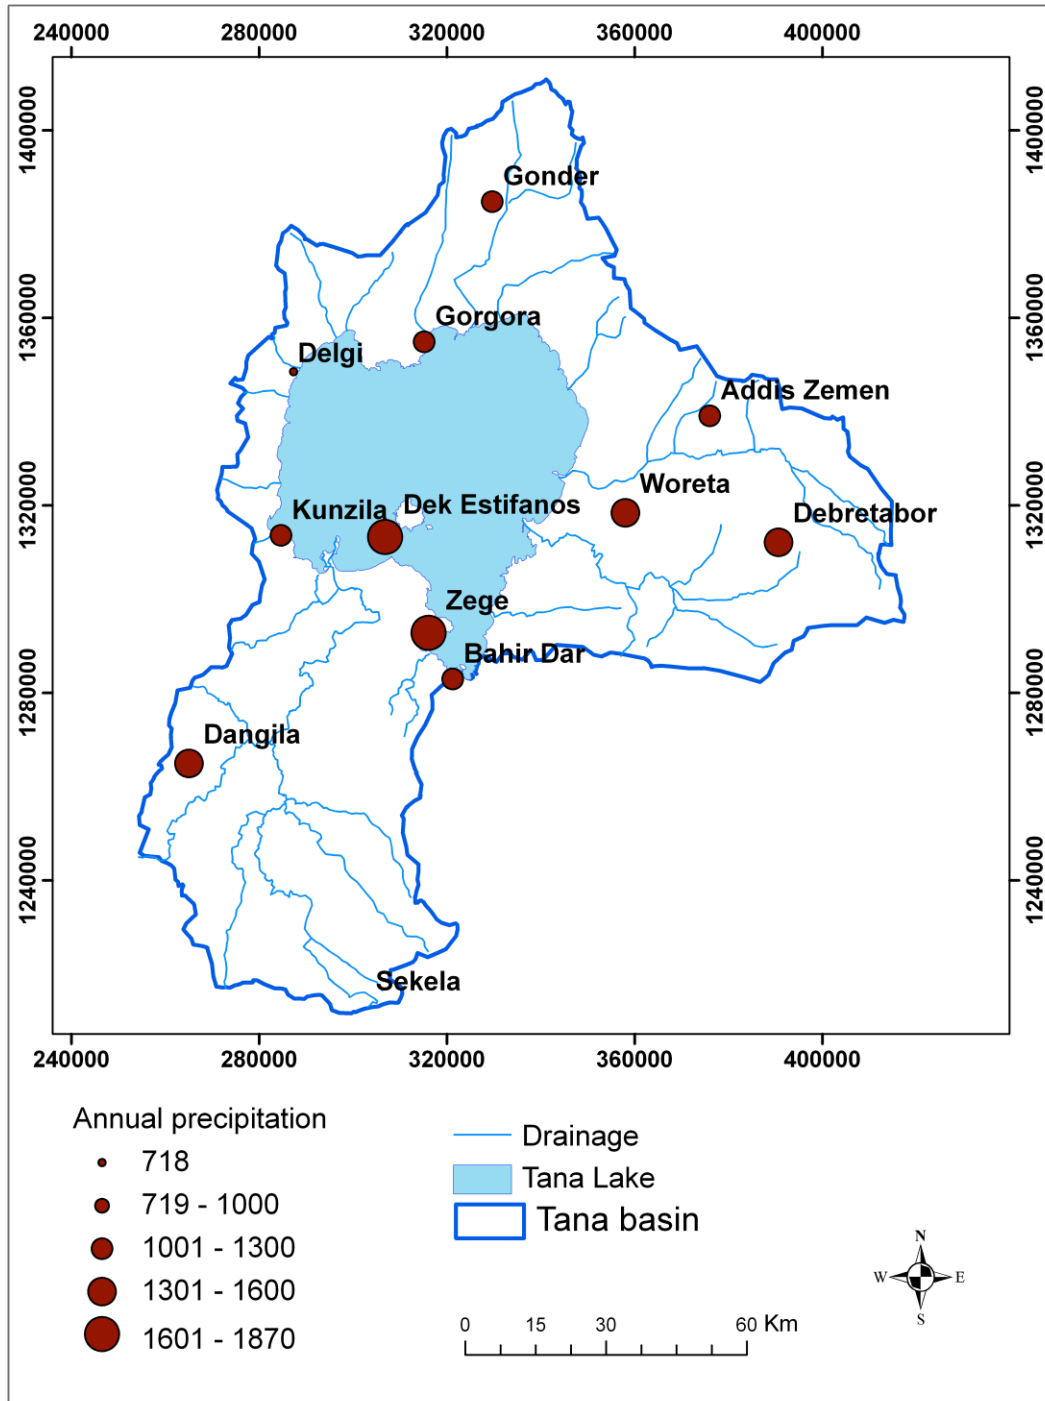 240000 280000 320000 360000 400000
1400000 1400000
Gonder
1360000 1360000
Gorgora
Delgi
Addis Zemen
1320000 1320000
Woreta
Kunzila Dek Estifanos
Debretabor
Zege
Bahir Dar
1280000 1280000
Dangila
1240000 1240000
Sekela
240000 280000 320000 360000 400000
Annual precipitation
718
719 - 1000
1001 - 1300
1301 - 1600
1601 - 1870
Drainage
Tana Lake
Tana basin
N
W E
S
0 15 30 60 Km